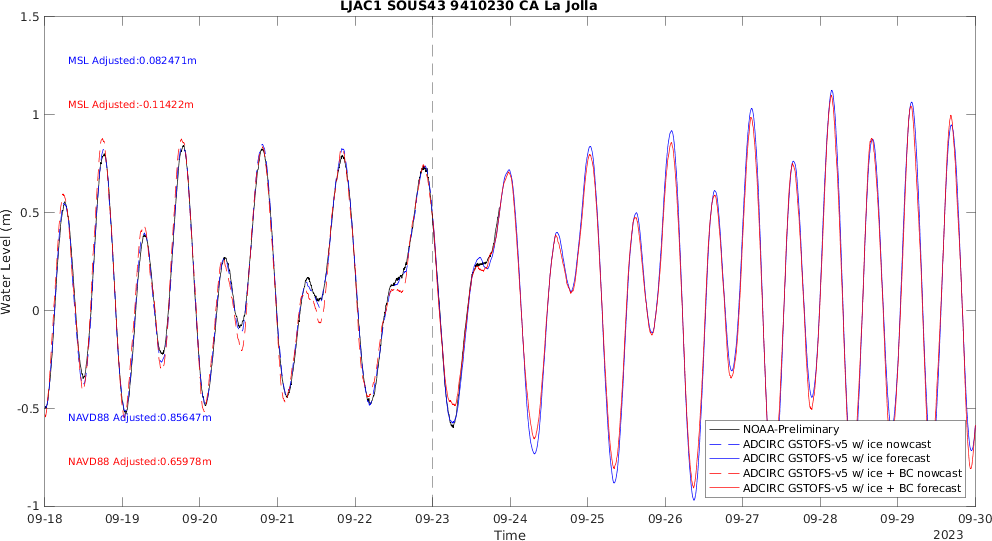 LJAC1 SOUS43 9410230 CA La Jolla
1.5
MSL Adjusted:0.082471m
MSL Adjusted:-0.11422m
1
0.5
Water Level (m)
0
-0.5
NAVD88 Adjusted:0.85647m
NAVD88 Adjusted:0.65978m
NOAA-Preliminary
ADCIRC GSTOFS-v5 w/ ice nowcast
ADCIRC GSTOFS-v5 w/ ice forecast
ADCIRC GSTOFS-v5 w/ ice + BC nowcast
ADCIRC GSTOFS-v5 w/ ice + BC forecast
-1
09-18 09-19 09-20 09-21 09-22 09-23 09-24 09-25 09-26 09-27 09-28 09-29 09-30
Time
2023